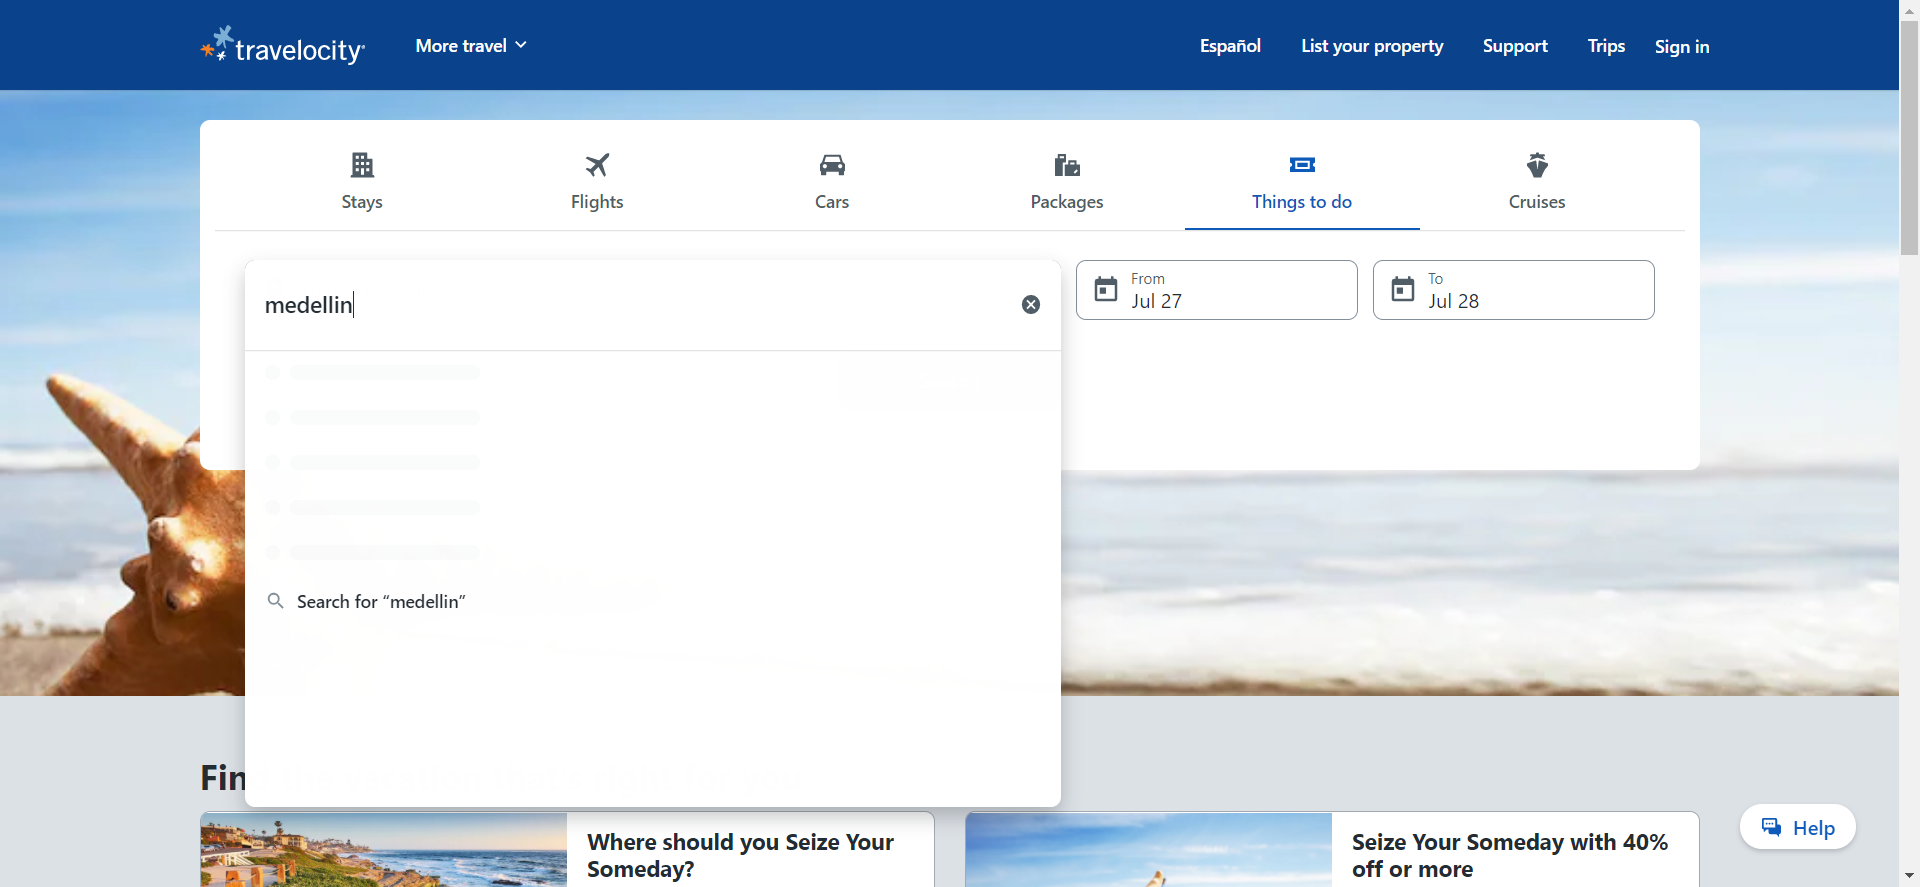 travelocity
More travel
Español
List your property
Support
Trips
Sign in
Stays
Flights
Cars
Packages
Things to do
Cruises
medellin
From
Jul 27
To
Jul 28
Search for “medellin”
Fin
Where should you Seize Your
Someday?
Seize Your Someday with 40%
off or more
Help